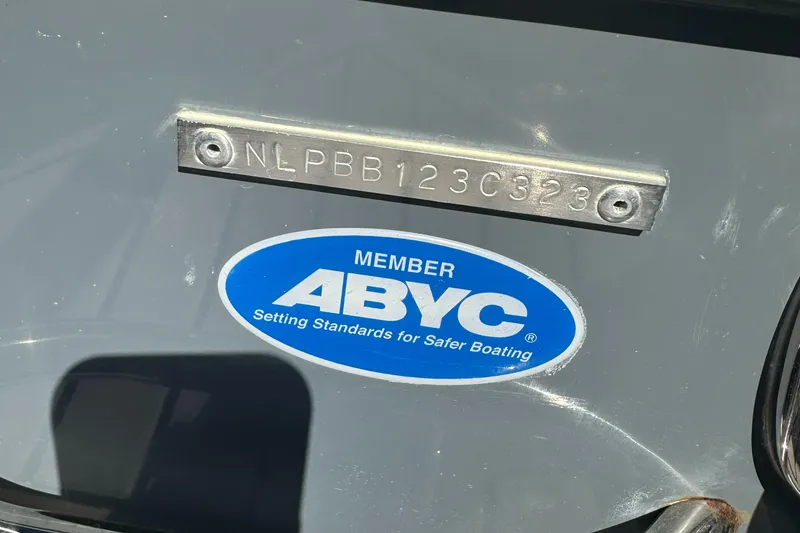 NLPBB123C323
MEMBER
ABYC®
Setting Standards for Safer Boating